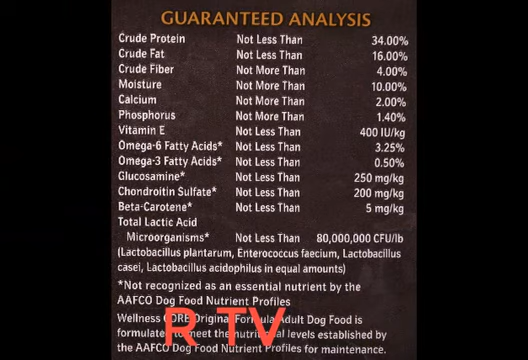 GUARANTEED ANALYSIS
Crude Protein Not Less Than 34.00%
Crude Fat Not Less Than 16.00%
Crude Fiber Not More Than 4.00%
Moisture Not More Than 10.00%
Calcium Not More Than 2.00%
Phosphorus Not More Than 1.40%
Vitamin E Not Less Than 400 IU/kg
Omega-6 Fatty Acids* Not Less Than 3.25%
Omega-3 Fatty Acids* Not Less Than 0.50%
Glucosamine* Not Less Than 250 mg/kg
Chondroitin Sulfate* Not Less Than 200 mg/kg
Beta-Carotene* Not Less Than 5 mg/kg
Total Lactic Acid
Microorganisms* Not Less Than 80,000,000 CFU/lb
(Lactobacillus plantarum, Enterococcus faecium, Lactobacillus
casei, Lactobacillus acidophilus in equal amounts)
*Not recognized as an essential nutrient by the
AAFCO Dog Food Nutrient Profiles
Wellness CORE Original Formula Adult Dog Food is
formulated to meet the nutritional levels established by
the AAFCO Dog Food Nutrient Profiles for maintenance.
R TV